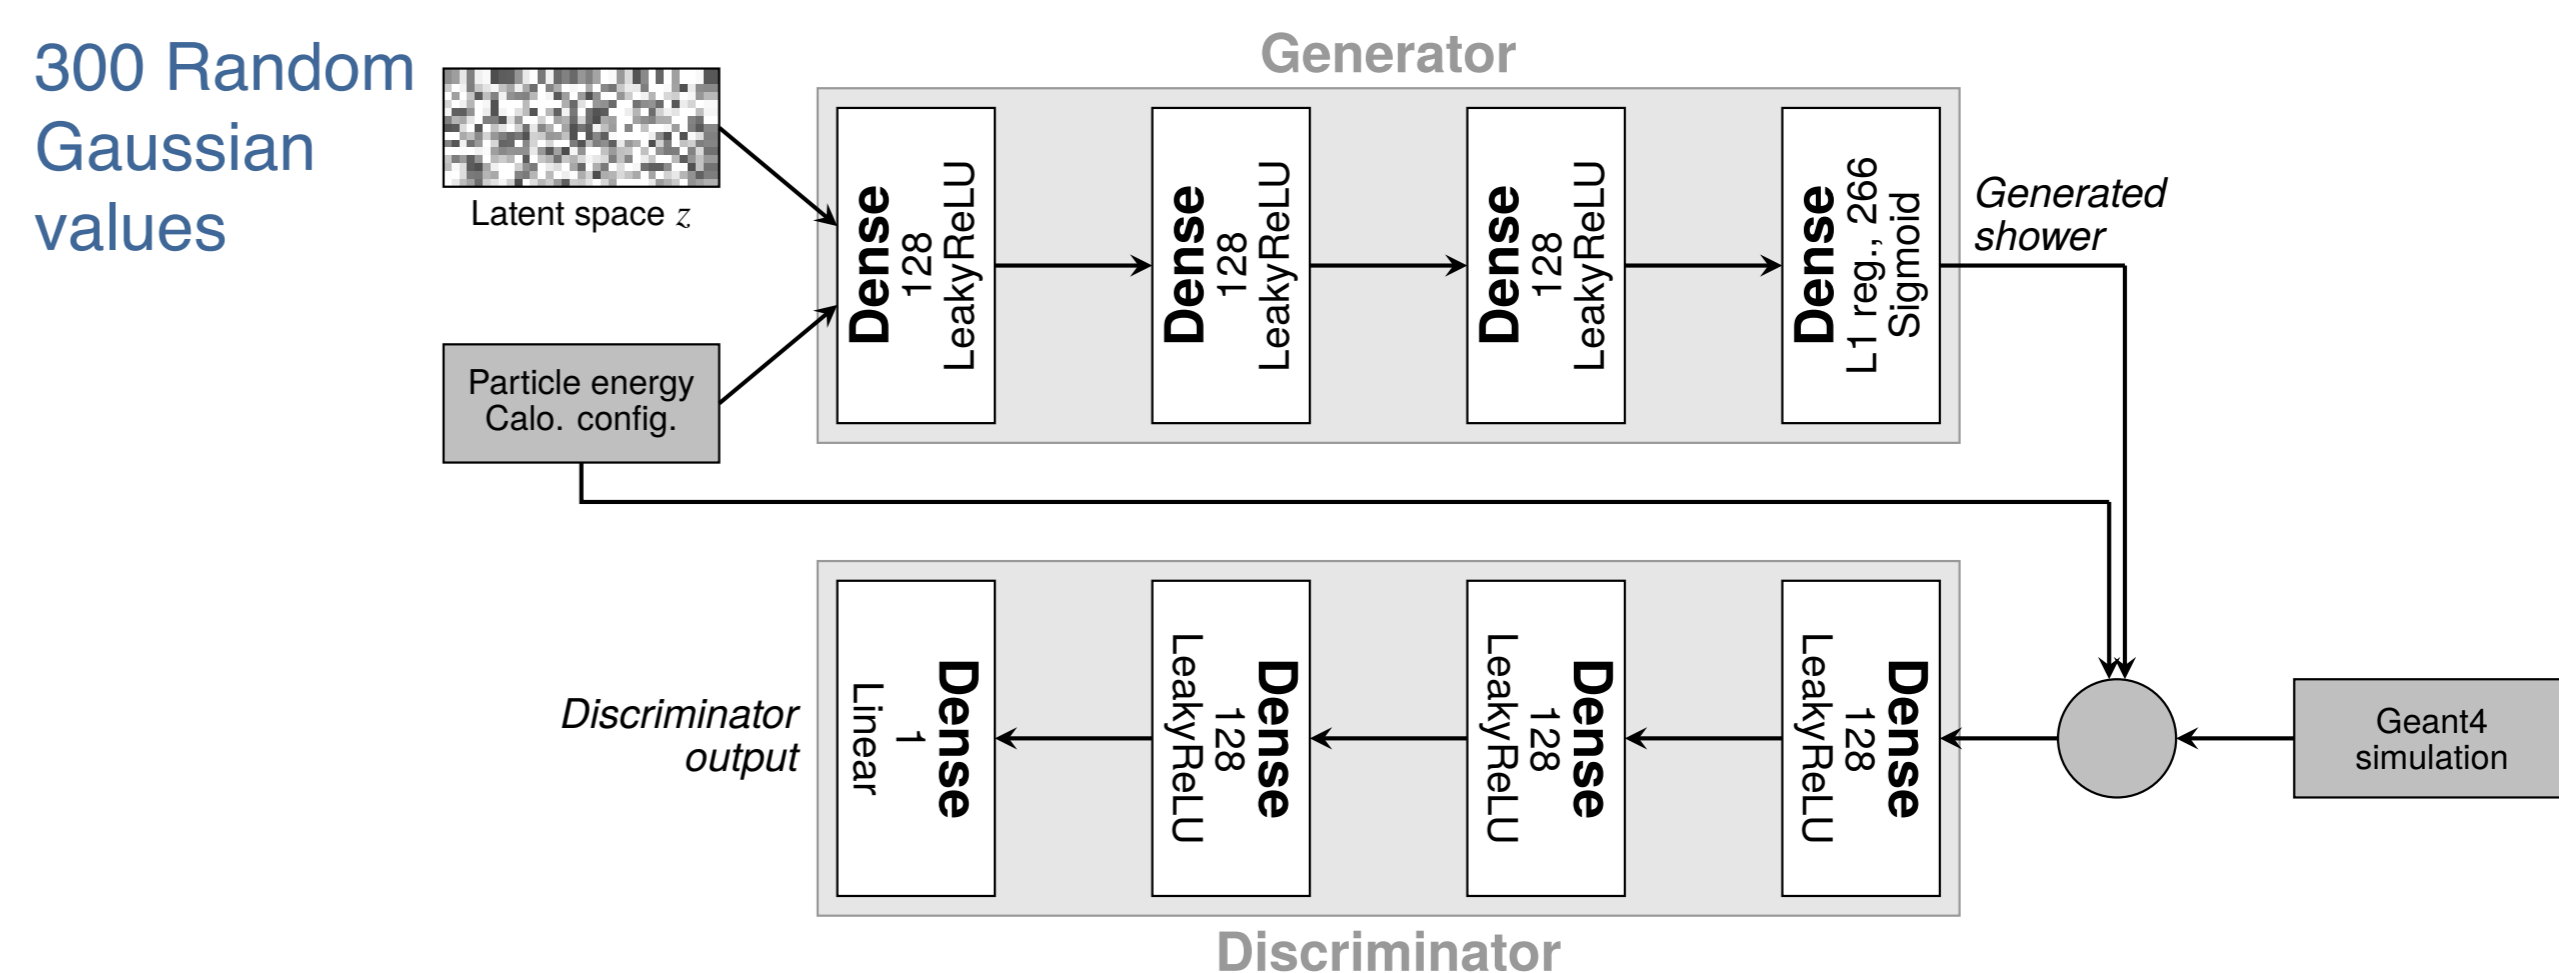 300 Random
Gaussian
values
Latent space z
Particle energy
Calo. config.
Generator
Dense
128
LeakyReLU
Dense
128
LeakyReLU
Dense
128
LeakyReLU
Dense
L1 reg., 266
Sigmoid
Generated
shower
Geant4
simulation
Dense
128
LeakyReLU
Dense
128
LeakyReLU
Dense
128
LeakyReLU
Dense
1
Linear
Discriminator
output
Discriminator